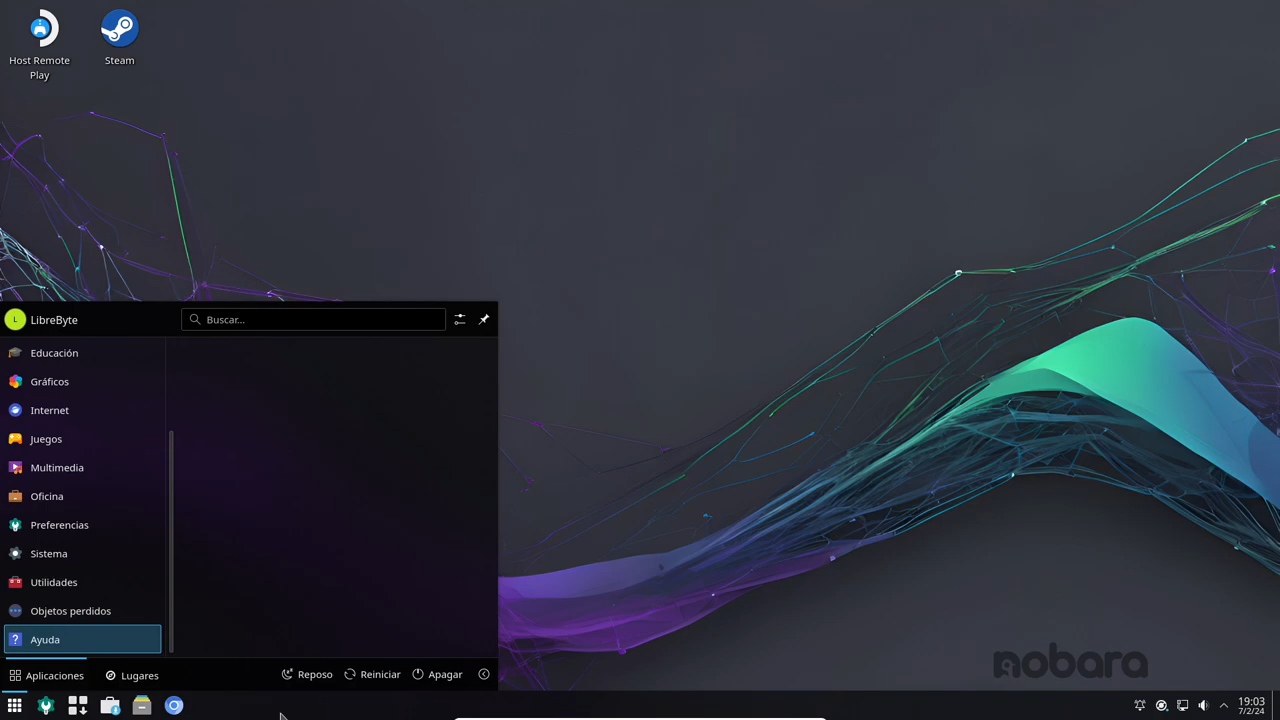 Host Remote
Play
Steam
L
LibreByte
Buscar...
Educación
Gráficos
Internet
Juegos
Multimedia
Oficina
Preferencias
Sistema
Utilidades
Objetos perdidos
? Ayuda
Aplicaciones
Lugares
Reposo
Reiniciar
Apagar
nobara
19:03
7/2/24